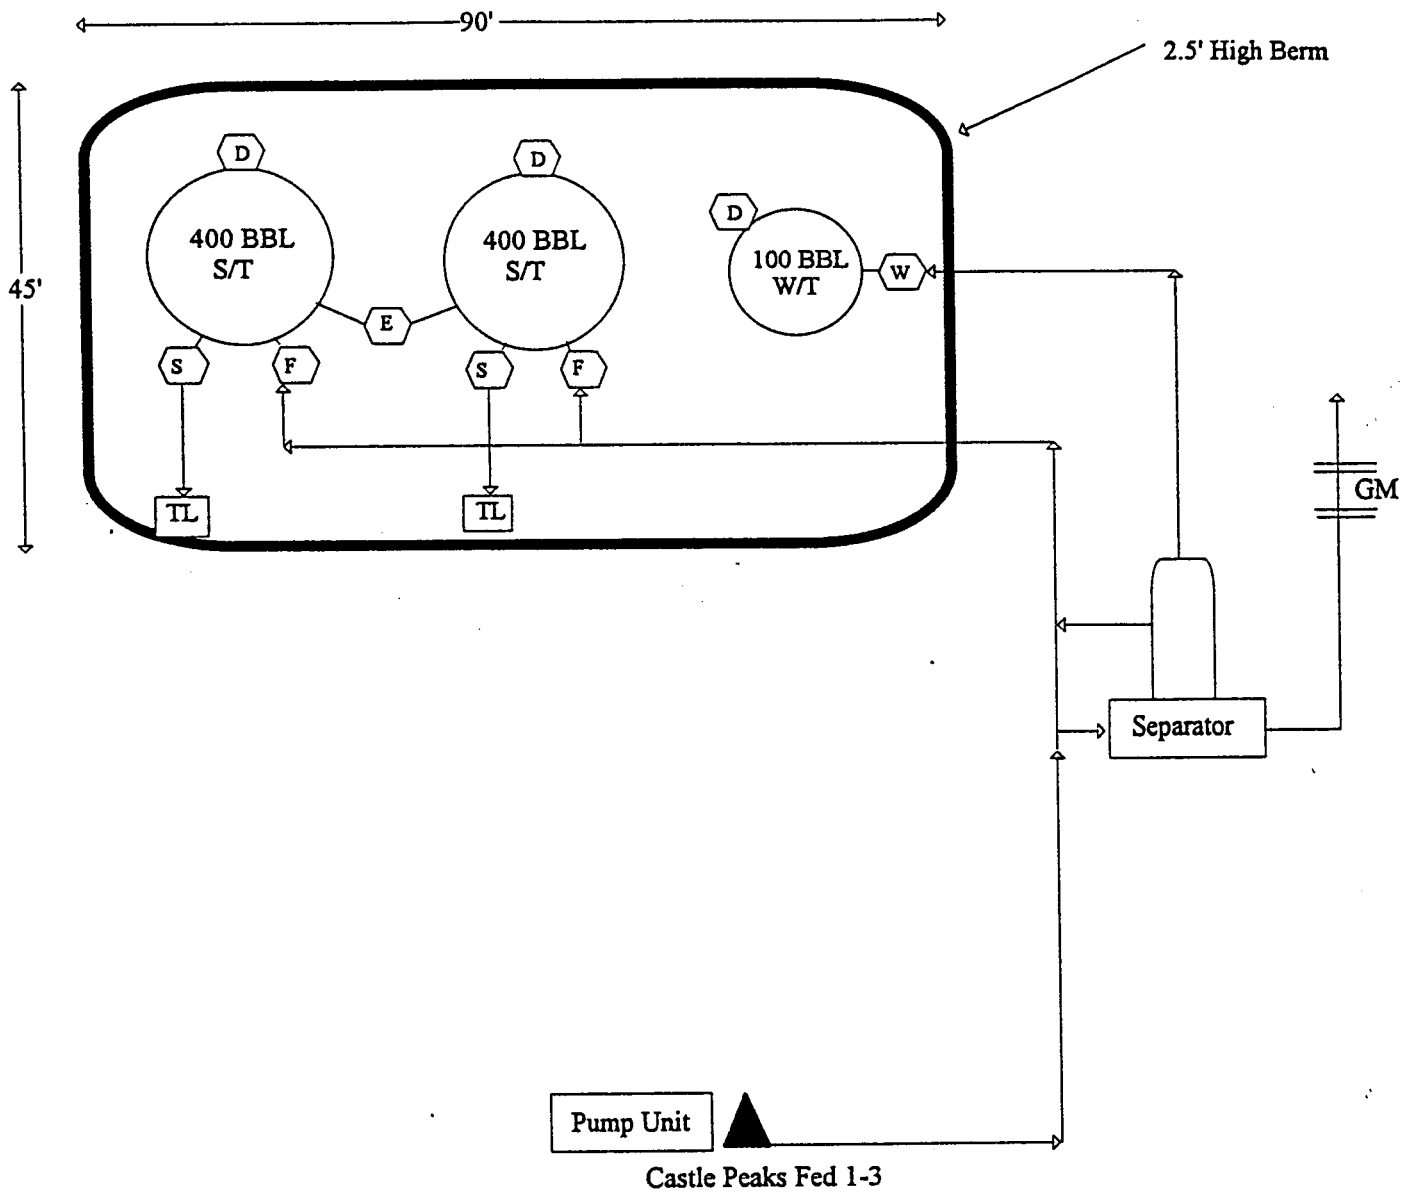 90'
2.5' High Berm
45'
D
D
D
400 BBL
S/T
400 BBL
S/T
100 BBL
W/T
W
E
S
F
S
F
TL
TL
GM
Separator
Pump Unit
Castle Peaks Fed 1-3